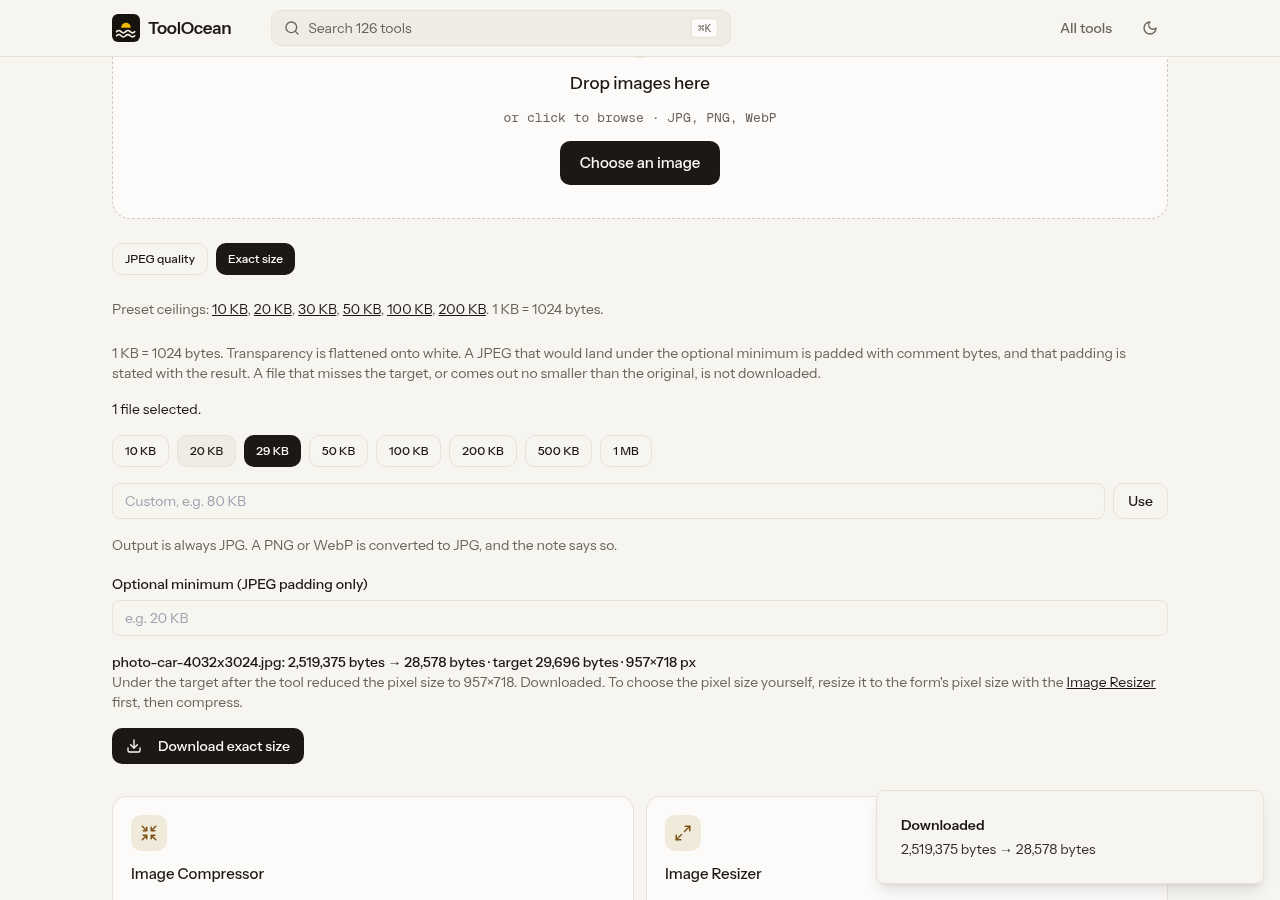 ToolOcean
Search 126 tools
⌘K
All tools
Drop images here
or click to browse · JPG, PNG, WebP
Choose an image
JPEG quality
Exact size
Preset ceilings: 10 KB, 20 KB, 30 KB, 50 KB, 100 KB, 200 KB. 1 KB = 1024 bytes.
1 KB = 1024 bytes. Transparency is flattened onto white. A JPEG that would land under the optional minimum is padded with comment bytes, and that padding is
stated with the result. A file that misses the target, or comes out no smaller than the original, is not downloaded.
1 file selected.
10 KB
20 KB
29 KB
50 KB
100 KB
200 KB
500 KB
1 MB
Custom, e.g. 80 KB
Use
Output is always JPG. A PNG or WebP is converted to JPG, and the note says so.
Optional minimum (JPEG padding only)
e.g. 20 KB
photo-car-4032x3024.jpg: 2,519,375 bytes → 28,578 bytes · target 29,696 bytes · 957×718 px
Under the target after the tool reduced the pixel size to 957×718. Downloaded. To choose the pixel size yourself, resize it to the form's pixel size with the Image Resizer
first, then compress.
Download exact size
Image Compressor
Image Resizer
Downloaded
2,519,375 bytes → 28,578 bytes